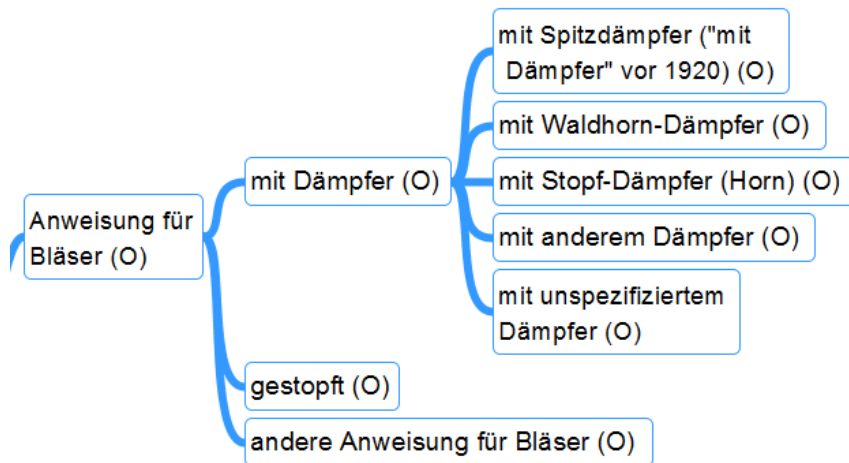 mit Spitzdämpfer ("mit
Dämpfer" vor 1920) (O)
mit Waldhorn-Dämpfer (O)
mit Dämpfer (O)
mit Stopf-Dämpfer (Horn) (O)
Anweisung für
Bläser (O)
mit anderem Dämpfer (O)
mit unspezifiziertem
Dämpfer (O)
gestopft (O)
andere Anweisung für Bläser (O)